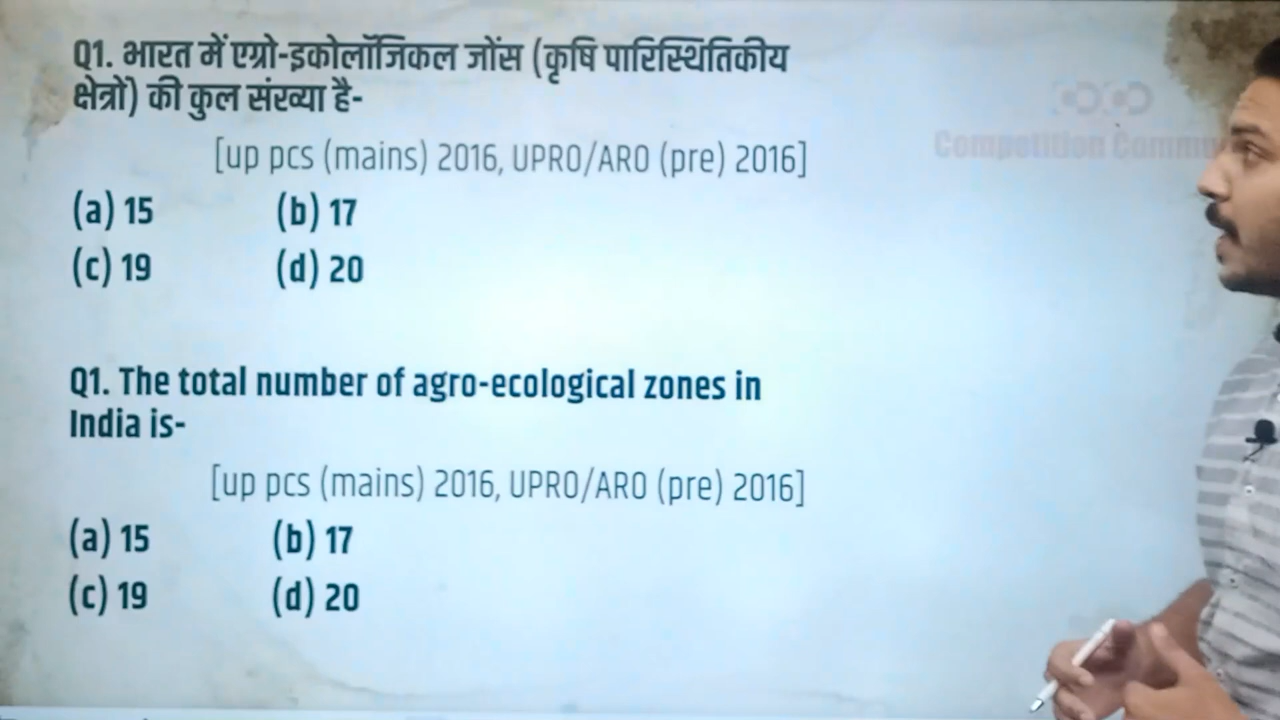 Q1. भारत में एग्रो-इकोलॉजिकल जोंस (कृषि पारिस्थितिकीय
क्षेत्रों) की कुल संख्या है-
[up pcs (mains) 2016, UPRO/ARO (pre) 2016]
(a) 15 (b) 17
(c) 19 (d) 20
Competition Commu
Q1. The total number of agro-ecological zones in
India is-
[up pcs (mains) 2016, UPRO/ARO (pre) 2016]
(a) 15 (b) 17
(c) 19 (d) 20